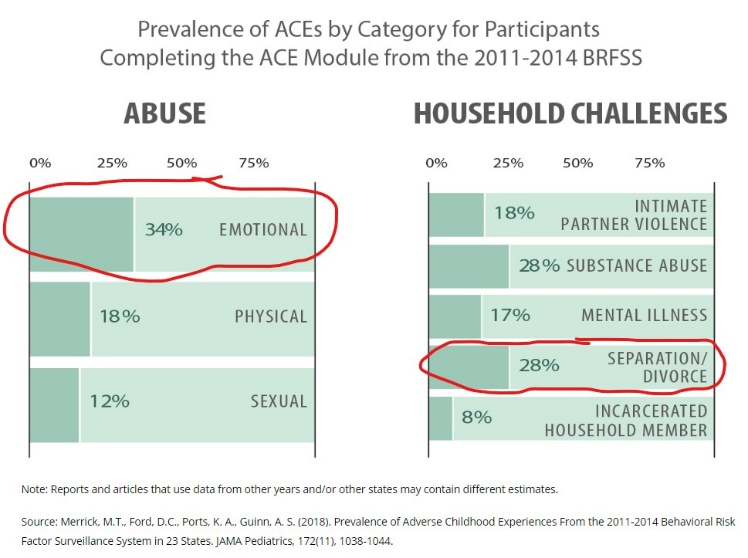 Prevalence of ACEs by Category for Participants
Completing the ACE Module from the 2011-2014 BRFSS
ABUSE
0% 25% 50% 75%
34% EMOTIONAL
18% PHYSICAL
12% SEXUAL
HOUSEHOLD CHALLENGES
0% 25% 50% 75%
18% INTIMATE
PARTNER VIOLENCE
28% SUBSTANCE ABUSE
17% MENTAL ILLNESS
28% SEPARATION/
DIVORCE
8% INCARCERATED
HOUSEHOLD MEMBER
Note: Reports and articles that use data from other years and/or other states may contain different estimates.
Source: Merrick, M.T., Ford, D.C., Ports, K. A., Guinn, A. S. (2018). Prevalence of Adverse Childhood Experiences From the 2011-2014 Behavioral Risk
Factor Surveillance System in 23 States. JAMA Pediatrics, 172(11), 1038-1044.